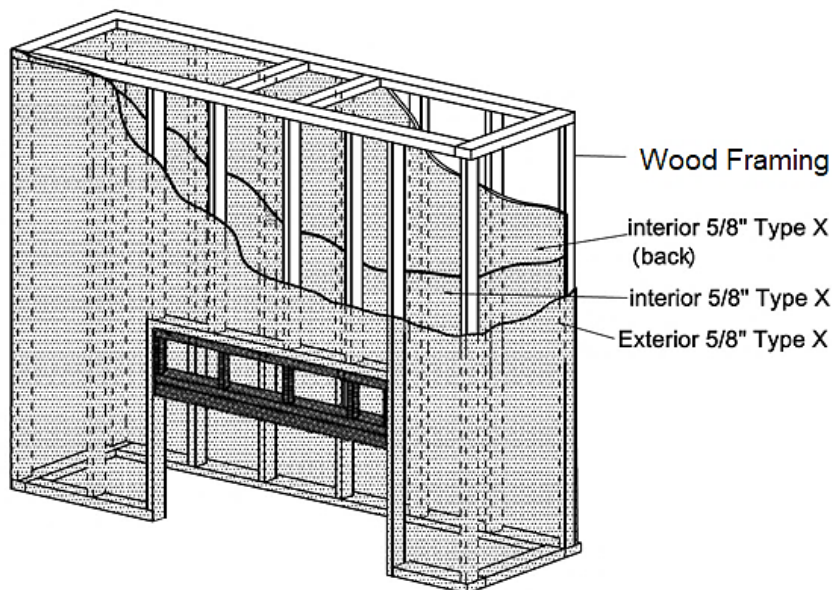 Wood Framing
interior 5/8" Type X
(back)
interior 5/8" Type X
Exterior 5/8" Type X